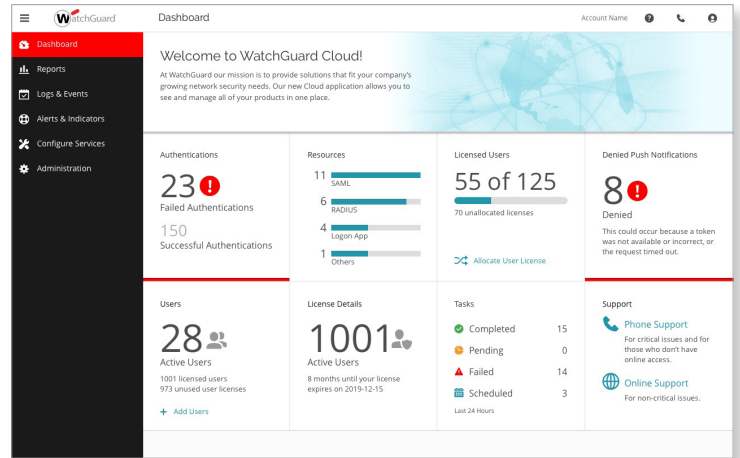 WatchGuard
Dashboard
Account Name
Dashboard
Reports
Logs & Events
Alerts & Indicators
Configure Services
Administration
Welcome to WatchGuard Cloud!
At WatchGuard our mission is to provide solutions that fit your company's
growing network security needs. Our new Cloud application allows you to
see and manage all of your products in one place.
Authentications
23
Failed Authentications
150
Successful Authentications
Resources
11
SAML
6
RADIUS
4
Logon App
1
Others
Licensed Users
55 of 125
70 unallocated licenses
Allocate User License
Denied Push Notifications
8
Denied
This could occur because a token
was not available or incorrect, or
the request timed out.
Users
28
Active Users
1001 licensed users
973 unused user licenses
+ Add Users
License Details
1001
Active Users
8 months until your license
expires on 2019-12-15
Tasks
Completed 15
Pending 0
Failed 14
Scheduled 3
Last 24 Hours
Support
Phone Support
For critical issues and for
those who don't have
online access.
Online Support
For non-critical issues.